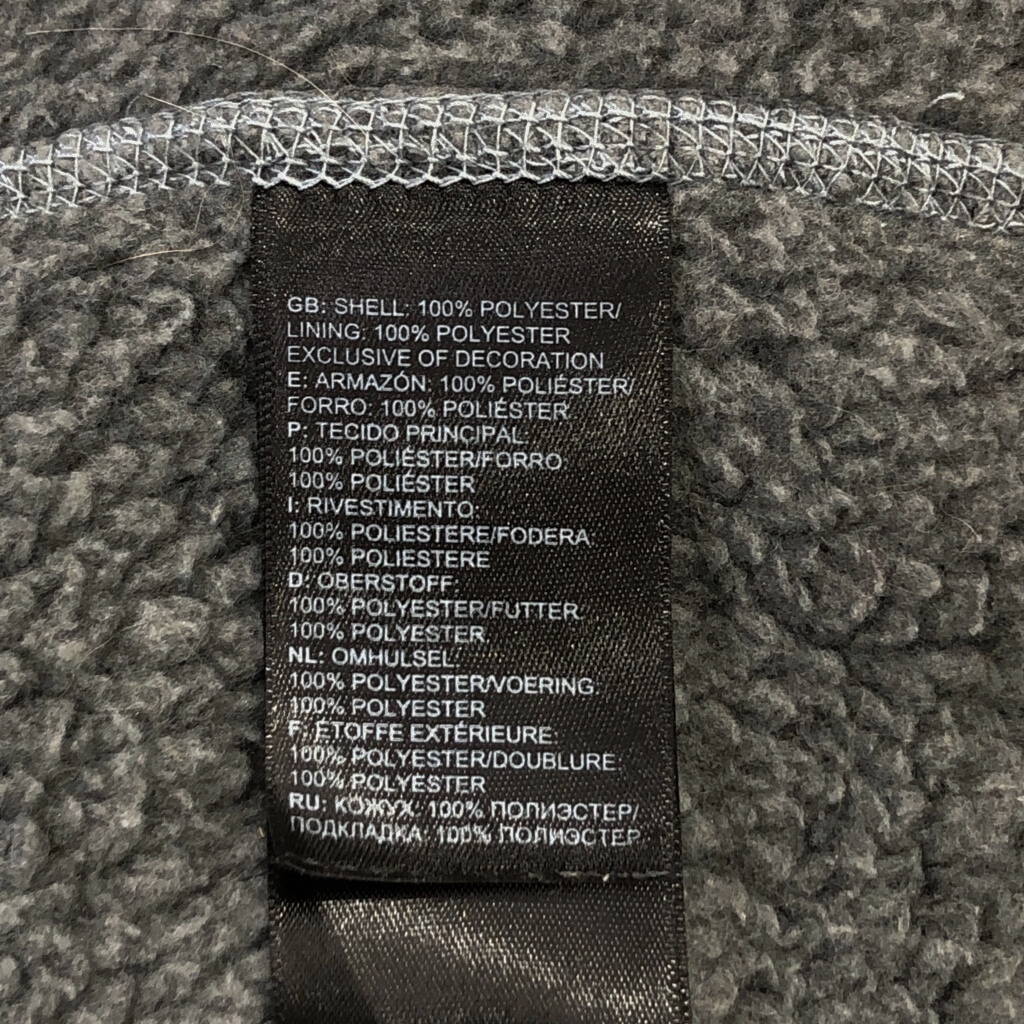 GB: SHELL: 100% POLYESTER/
LINING: 100% POLYESTER
EXCLUSIVE OF DECORATION
E: ARMAZÓN: 100% POLIÉSTER/
FORRO: 100% POLIÉSTER
P: TECIDO PRINCIPAL:
100% POLIÉSTER/FORRO
100% POLIÉSTER
I: RIVESTIMENTO:
100% POLIESTERE/FODERA
100% POLIESTERE
D: OBERSTOFF:
100% POLYESTER/FUTTER
100% POLYESTER
NL: OMHULSEL
100% POLYESTER/VOERING:
100% POLYESTER
F: ÉTOFFE EXTÉRIEURE:
100% POLYESTER/DOUBLURE:
100% POLYESTER
RU: КОЖУХ: 100% ПОЛИЭСТЕР/
ПОДКЛАДКА: 100% ПОЛИЭСТЕР